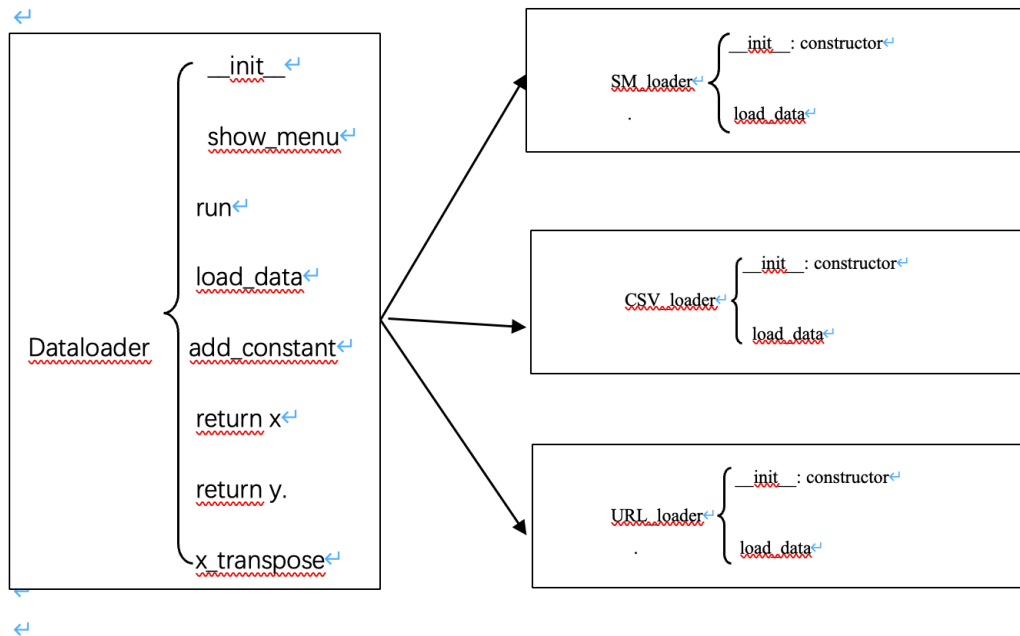 Dataloader
__init__
show_menu
run
load_data
add_constant
return x
return y.
x_transpose
SM_loader
.
__init__: constructor
load_data
CSV_loader
__init__: constructor
load_data
URL_loader
.
__init__: constructor
load_data